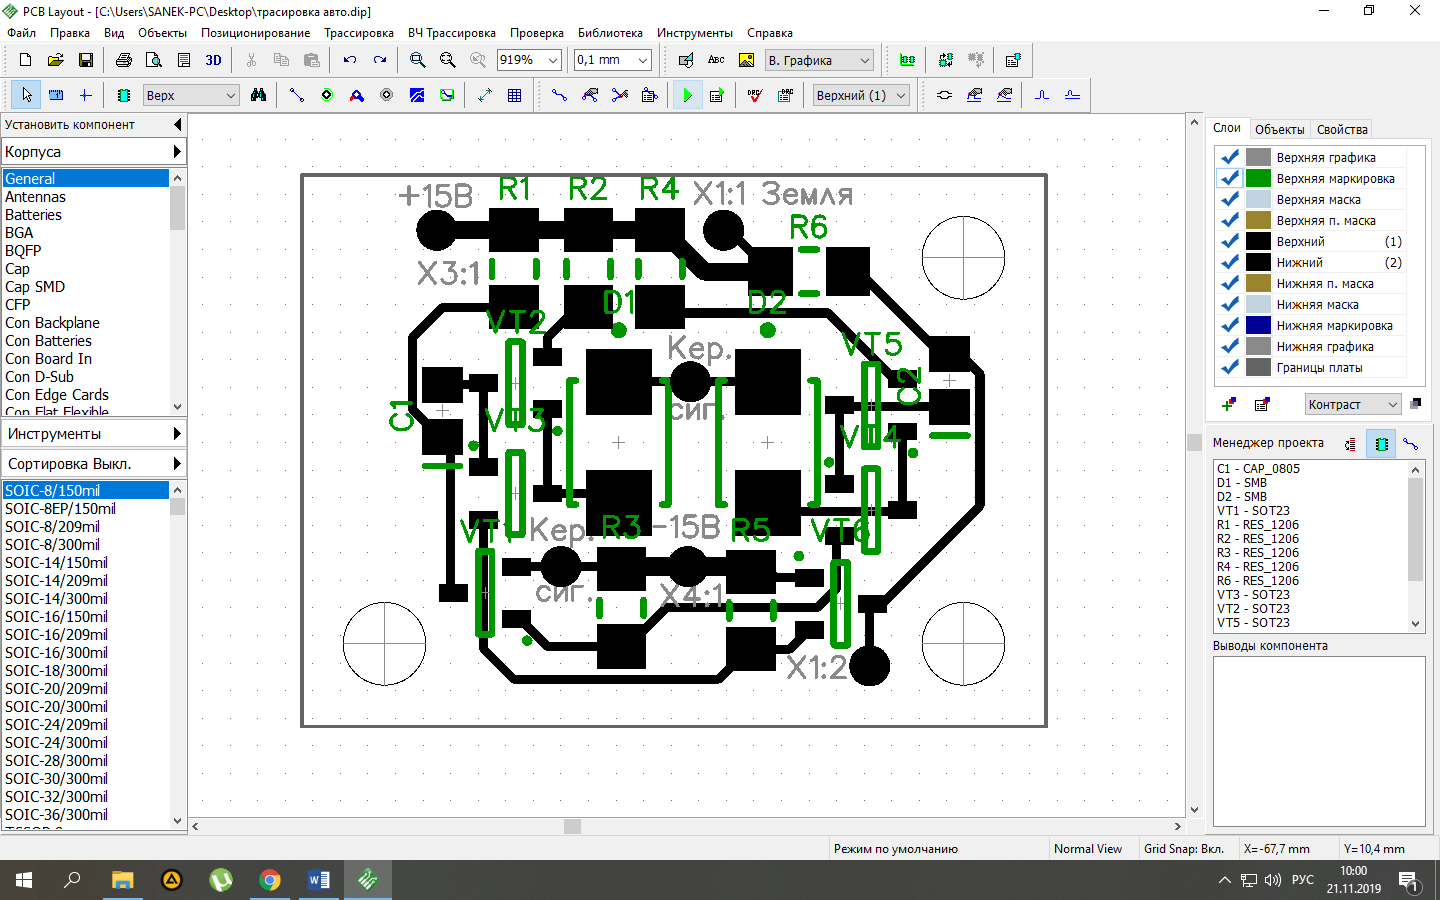 PCB Layout - [C:\Users\SANEK-PC\Desktop\трасировка авто.dip]
Файл Правка Вид Объекты Позиционирование Трассировка ВЧ Трассировка Проверка Библиотека Инструменты Справка
3D 919% 0,1 mm ABC В. Графика
Верх DRC DRC Верхний (1)
Установить компонент
Корпуса
General
Antennas
Batteries
BGA
BQFP
Cap
Cap SMD
CFP
Con Backplane
Con Batteries
Con Board In
Con D-Sub
Con Edge Cards
Con Flat Flexible
Инструменты
Сортировка Выкл.
SOIC-8/150mil
SOIC-8EP/150mil
SOIC-8/209mil
SOIC-8/300mil
SOIC-14/150mil
SOIC-14/209mil
SOIC-14/300mil
SOIC-16/150mil
SOIC-16/209mil
SOIC-16/300mil
SOIC-18/300mil
SOIC-20/209mil
SOIC-20/300mil
SOIC-24/209mil
SOIC-24/300mil
SOIC-28/300mil
SOIC-30/300mil
SOIC-32/300mil
SOIC-36/300mil
+15В R1 R2 R4 X1:1 Земля
R6
X3:1
D1 D2
VT2 Кер. VT5
C2
C1 VT3 сиг. VT4
VT1 Кер. R3 -15В R5 VT6
сиг. X4:1
X1:2
Слои Объекты Свойства
Верхняя графика
Верхняя маркировка
Верхняя маска
Верхняя п. маска
Верхний (1)
Нижний (2)
Нижняя п. маска
Нижняя маска
Нижняя маркировка
Нижняя графика
Границы платы
Контраст
Менеджер проекта
C1 - CAP_0805
D1 - SMB
D2 - SMB
VT1 - SOT23
R1 - RES_1206
R2 - RES_1206
R3 - RES_1206
R4 - RES_1206
R6 - RES_1206
VT3 - SOT23
VT2 - SOT23
VT5 - SOT23
Выводы компонента
Режим по умолчанию Normal View Grid Snap: Вкл. X=-67,7 mm Y=10,4 mm
РУС 10:00
21.11.2019
1